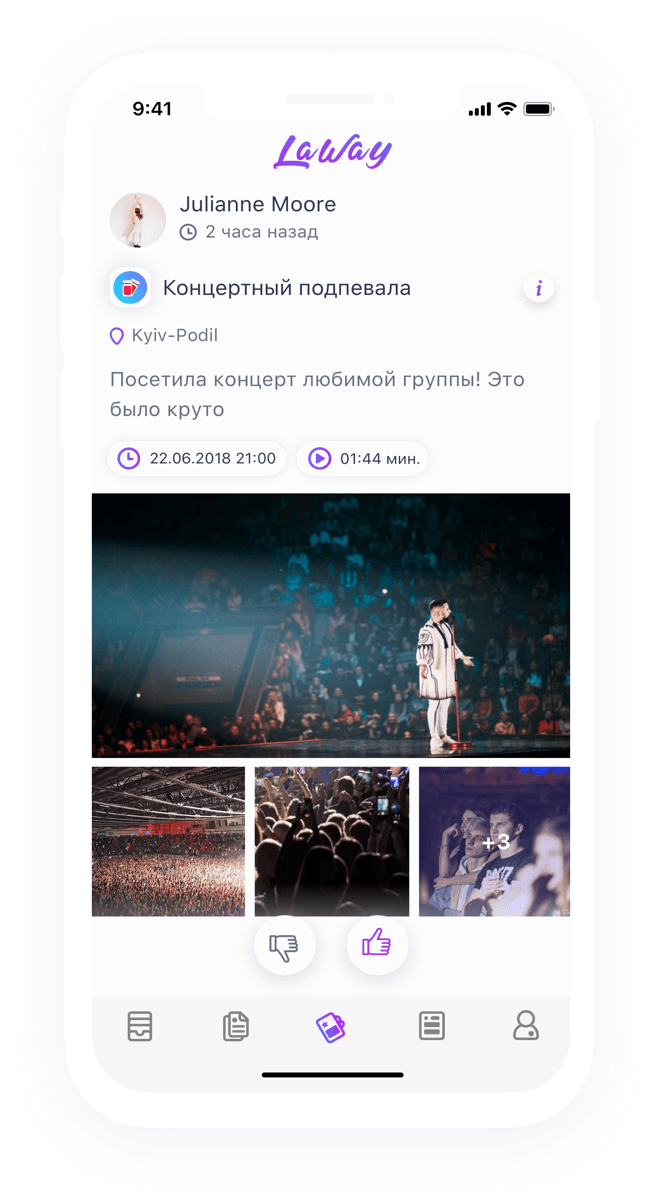 9:41
LaWay
Julianne Moore
2 часа назад
Концертный подпевала
i
Kyiv-Podil
Посетила концерт любимой группы! Это
было круто
22.06.2018 21:00
01:44 мин.
+3